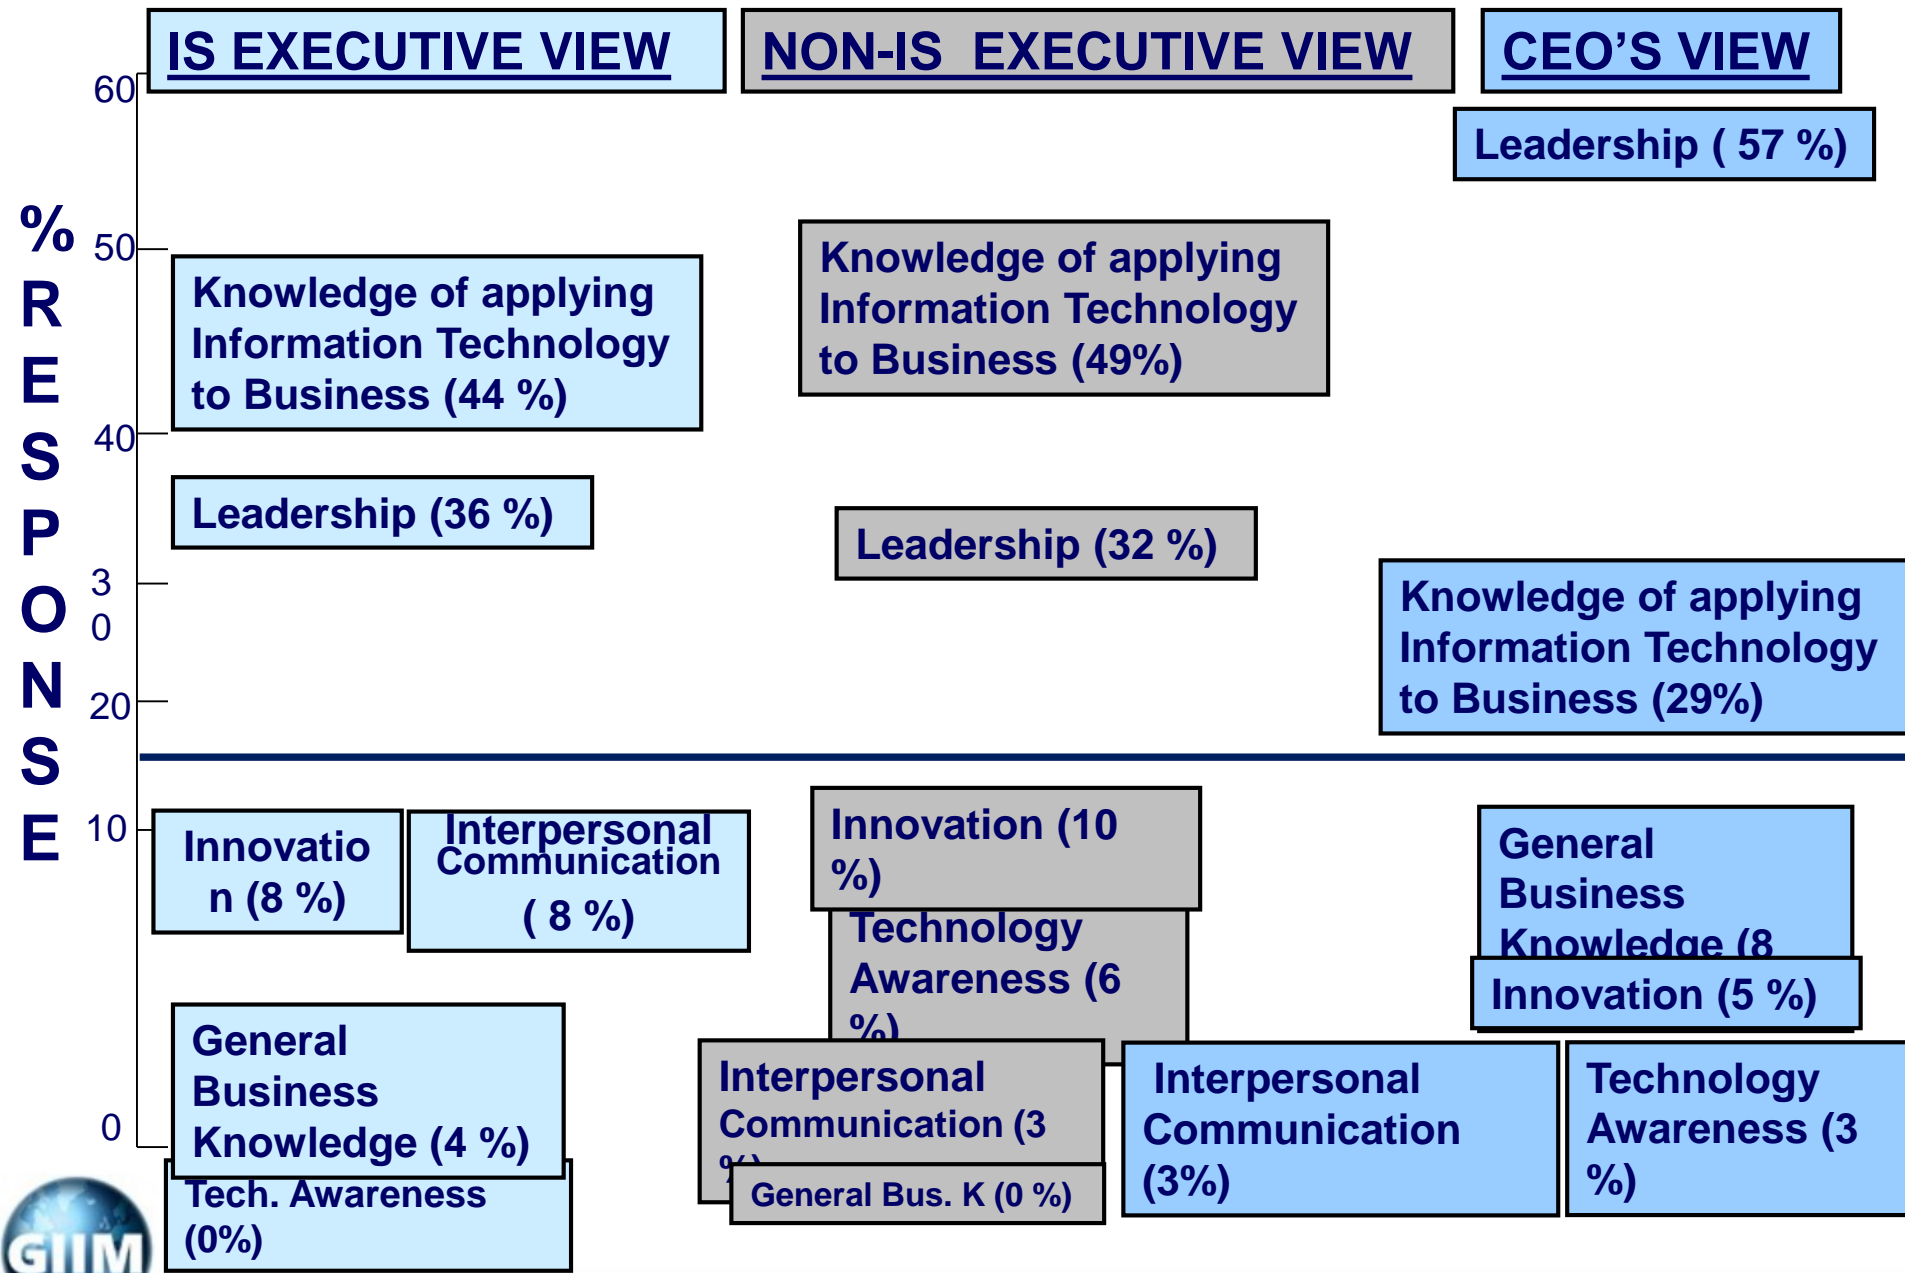 IS EXECUTIVE VIEW
NON-IS EXECUTIVE VIEW
CEO'S VIEW
% RESPONSE
60
50
40
3
0
20
10
0
Knowledge of applying
Information Technology
to Business (44 %)
Leadership (36 %)
Innovatio
n (8 %)
Interpersonal
Communication
( 8 %)
General
Business
Knowledge (4 %)
Tech. Awareness
(0%)
Knowledge of applying
Information Technology
to Business (49%)
Leadership (32 %)
Innovation (10
%)
Technology
Awareness (6
%)
Interpersonal
Communication (3
%)
General Bus. K (0 %)
Leadership ( 57 %)
Knowledge of applying
Information Technology
to Business (29%)
General
Business
Knowledge (8
Innovation (5 %)
Interpersonal
Communication
(3%)
Technology
Awareness (3
%)
GIIM